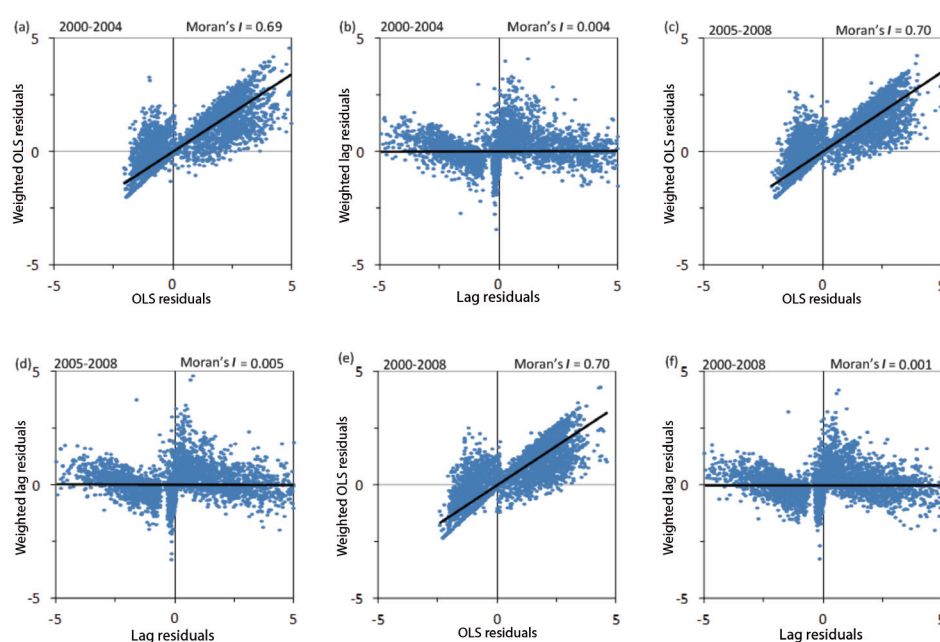 (a) 2000-2004 Moran's I = 0.69
5
0
-5
-5 0 5
Weighted OLS residuals
OLS residuals
(b) 2000-2004 Moran's I = 0.004
5
0
-5
-5 0 5
Weighted lag residuals
Lag residuals
(c) 2005-2008 Moran's I = 0.70
5
0
-5
-5 0 5
Weighted OLS residuals
OLS residuals
(d) 2005-2008 Moran's I = 0.005
5
0
-5
-5 0 5
Weighted lag residuals
Lag residuals
(e) 2000-2008 Moran's I = 0.70
5
0
-5
-5 0 5
Weighted OLS residuals
OLS residuals
(f) 2000-2008 Moran's I = 0.001
5
0
-5
-5 0 5
Weighted lag residuals
Lag residuals